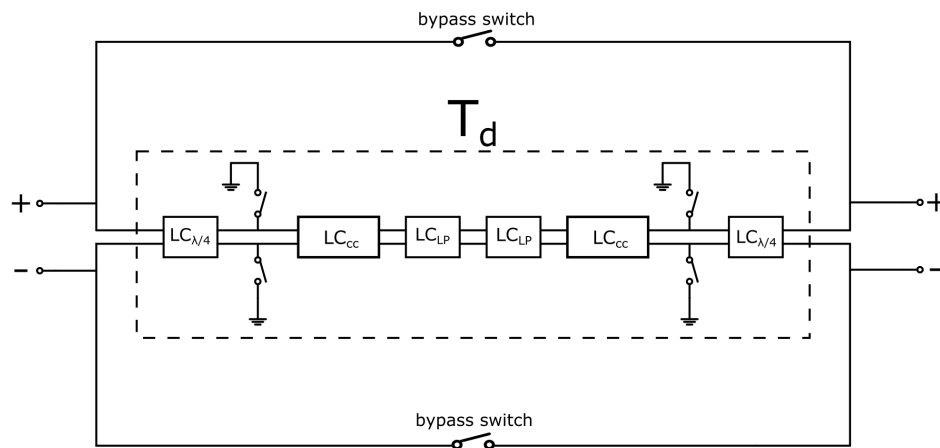 bypass switch
T_d
+ +
LC_λ/4 LC_cc LC_LP LC_LP LC_cc LC_λ/4
- -
bypass switch